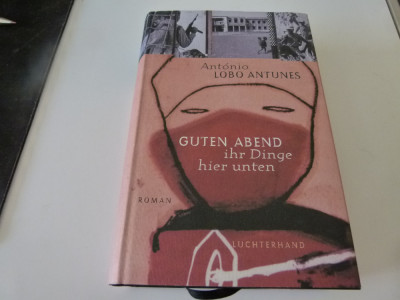 António
LOBO ANTUNES
GUTEN ABEND
ihr Dinge
hier unten
ROMAN
LUCHTERHAND